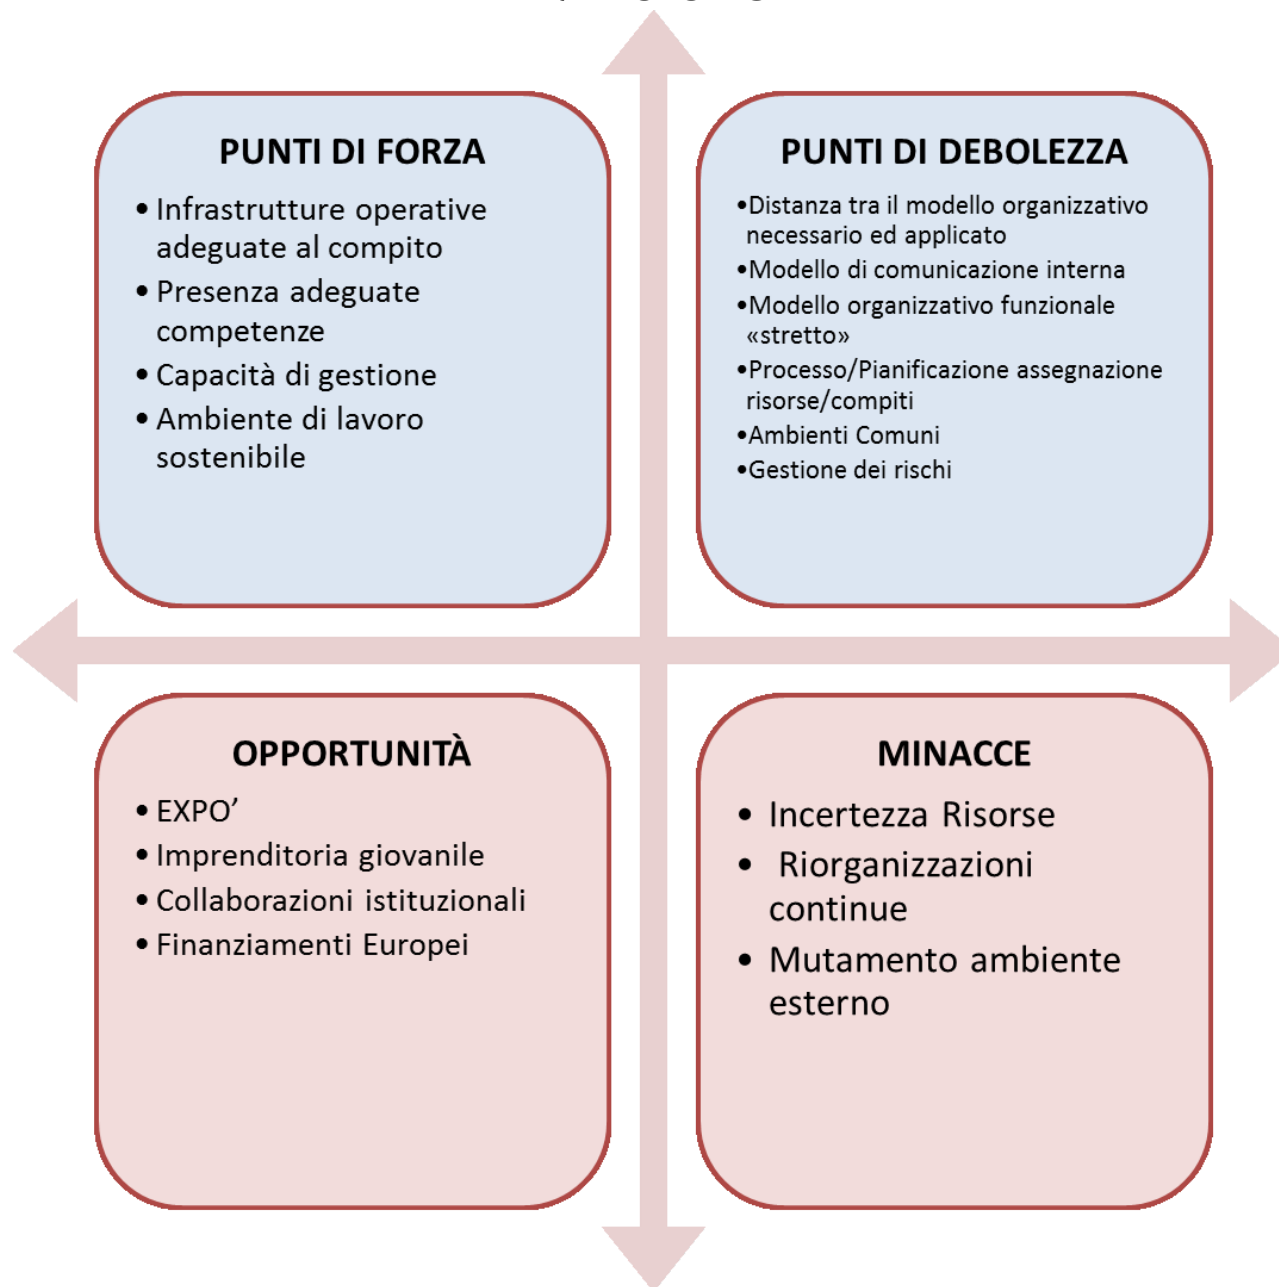 PUNTI DI FORZA
• Infrastrutture operative
adeguate al compito
• Presenza adeguate
competenze
• Capacità di gestione
• Ambiente di lavoro
sostenibile
PUNTI DI DEBOLEZZA
•Distanza tra il modello organizzativo
necessario ed applicato
•Modello di comunicazione interna
•Modello organizzativo funzionale
«stretto»
•Processo/Pianificazione assegnazione
risorse/compiti
•Ambienti Comuni
•Gestione dei rischi
OPPORTUNITÀ
• EXPO’
• Imprenditoria giovanile
• Collaborazioni istituzionali
• Finanziamenti Europei
MINACCE
• Incertezza Risorse
• Riorganizzazioni
continue
• Mutamento ambiente
esterno